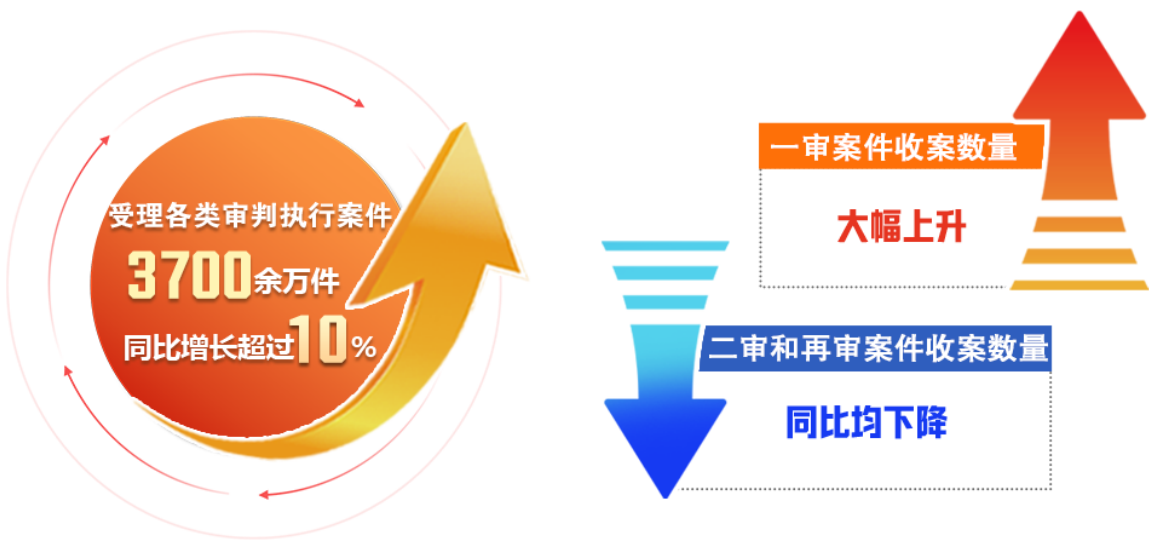 受理各类审判执行案件
3700余万件
同比增长超过10%
一审案件收案数量
大幅上升
二审和再审案件收案数量
同比均下降